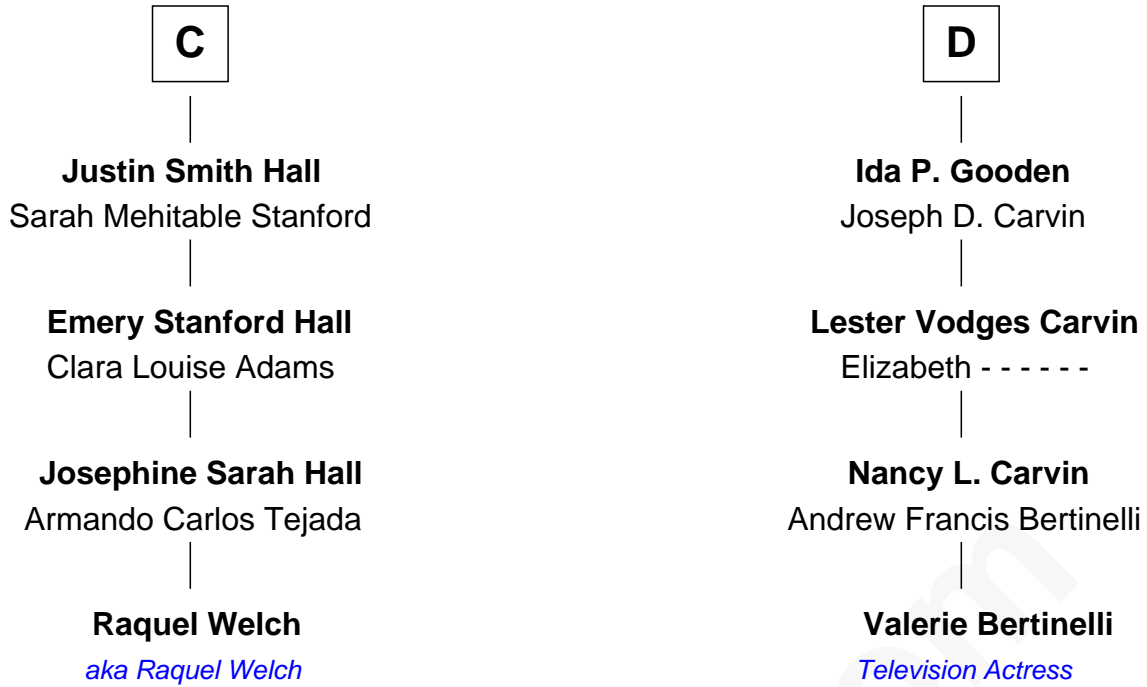 C
D
Justin Smith Hall
Ida P. Gooden
Sarah Mehitable Stanford
Joseph D. Carvin
Emery Stanford Hall
Lester Vodges Carvin
Clara Louise Adams
Elizabeth - - - - - -
Josephine Sarah Hall
Nancy L. Carvin
Armando Carlos Tejada
Andrew Francis Bertinelli
Raquel Welch
Valerie Bertinelli
aka Raquel Welch
Television Actress